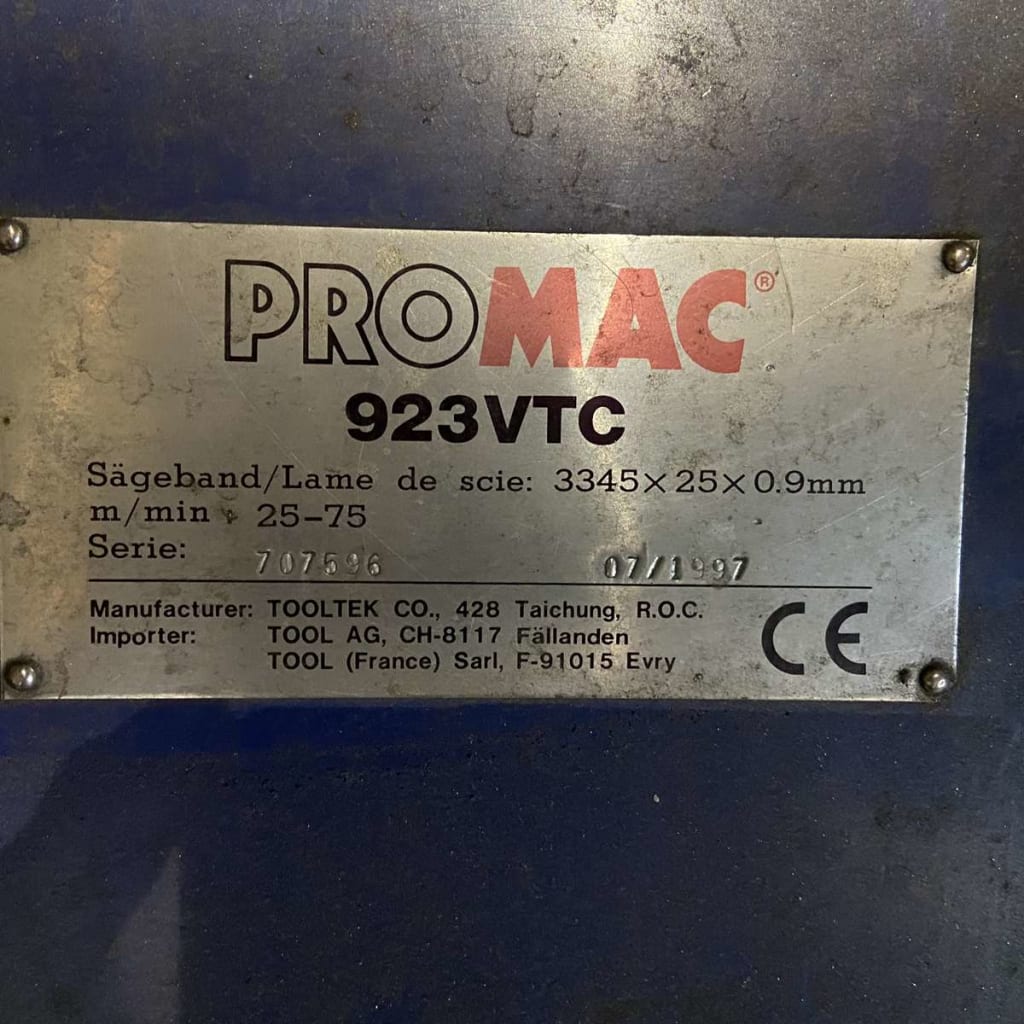 PROMAC®
923VTC
Sägeband/Lame de scie: 3345×25×0.9mm
m/min : 25-75
Serie: 707596 07/1997
Manufacturer: TOOLTEK CO., 428 Taichung, R.O.C.
Importer: TOOL AG, CH-8117 Fällanden
TOOL (France) Sarl, F-91015 Evry
CE